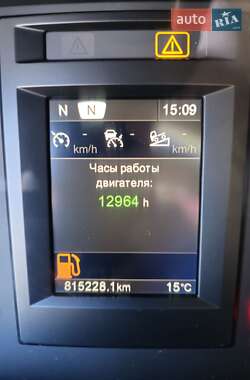 auto RIA
N N 15:09
- - -
km/h km/h
Часы работы
двигателя:
12964 h
815228.1km 15°C